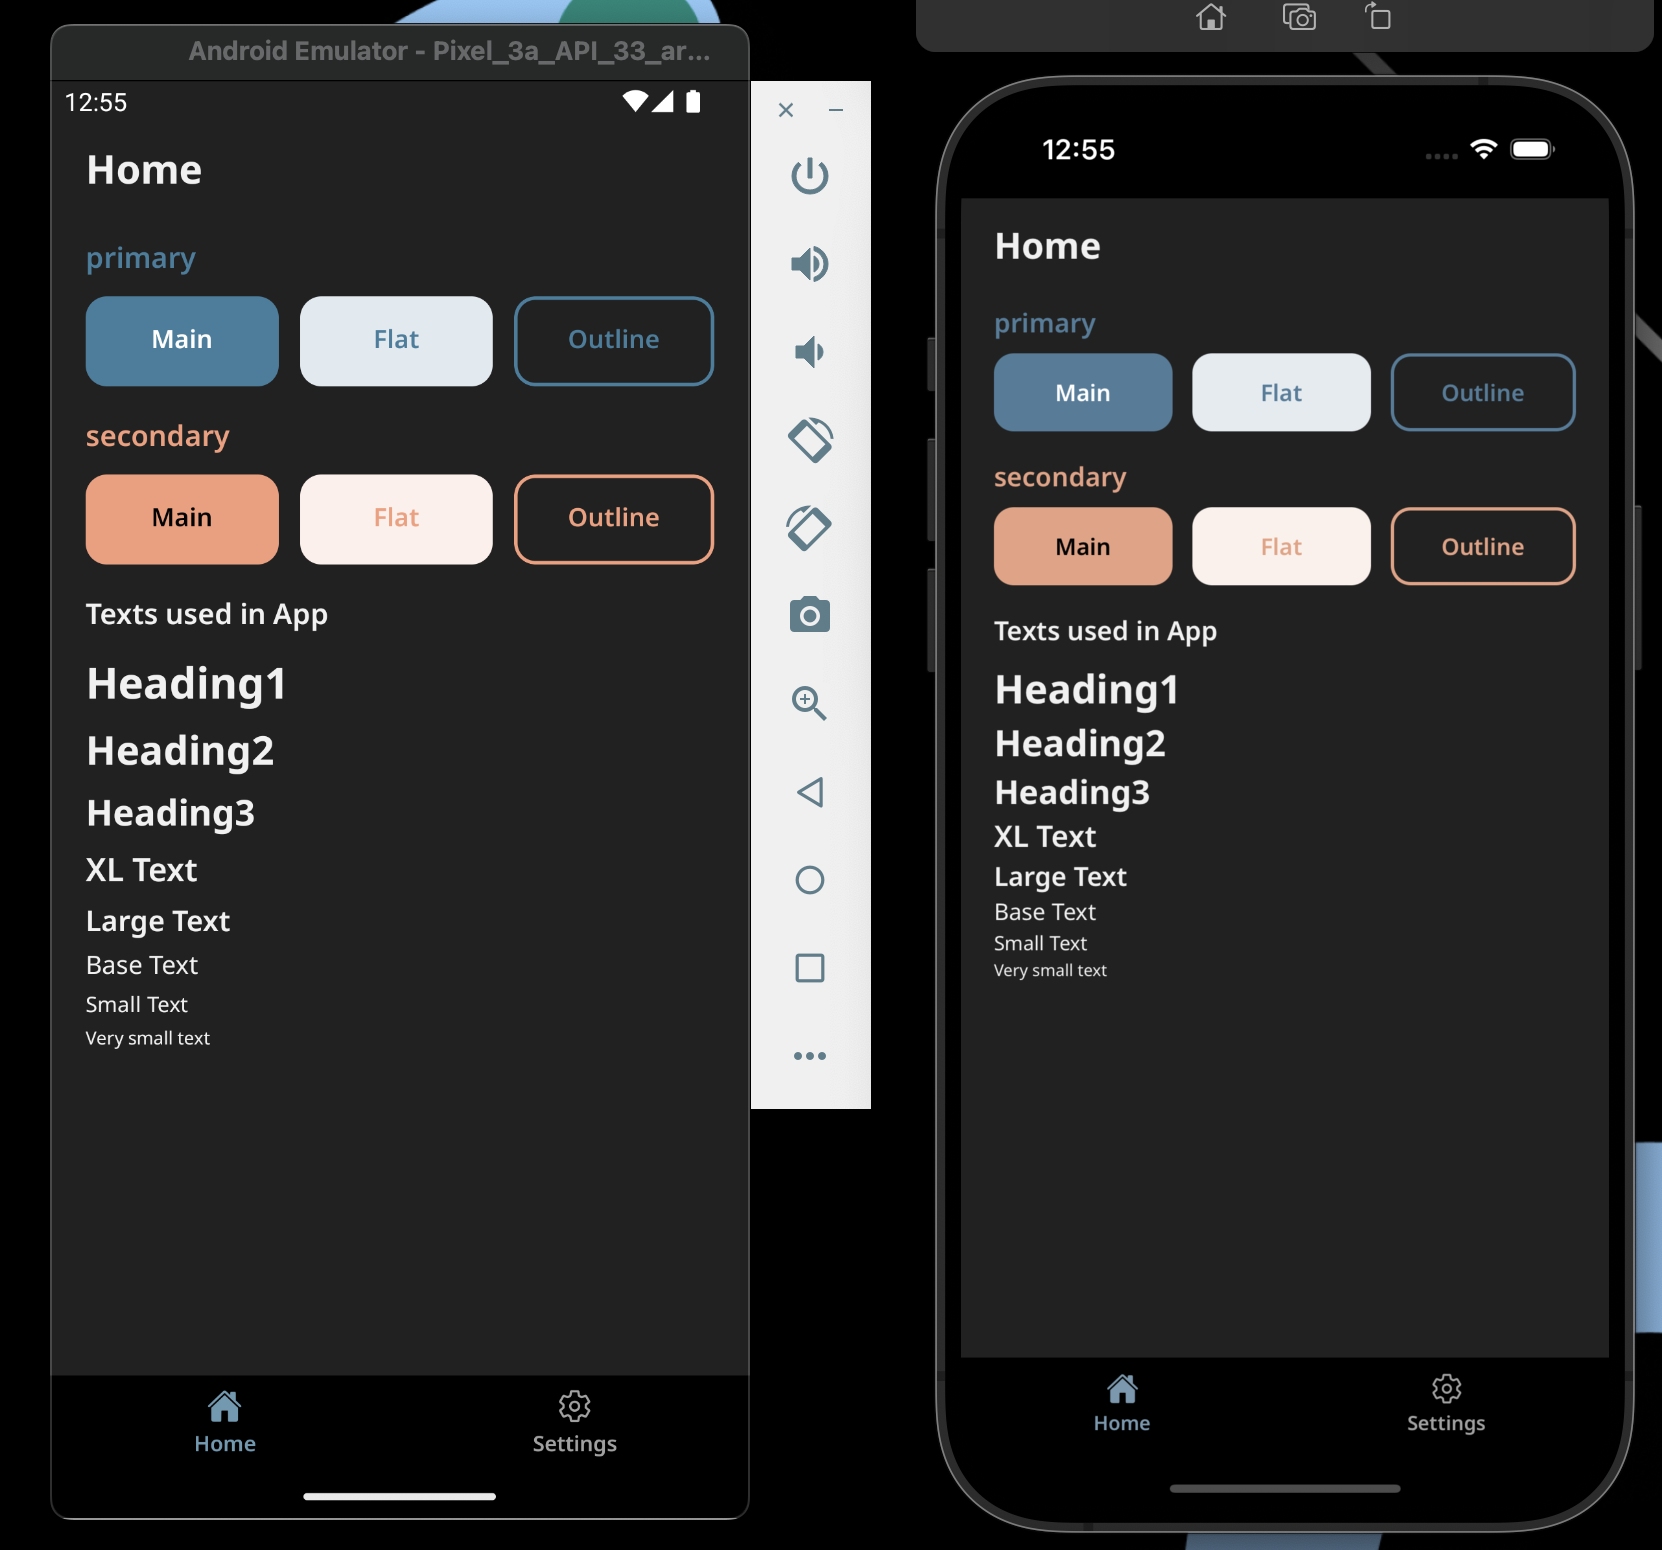 Android Emulator - Pixel_3a_API_33_ar...
12:55
Home
primary
Main Flat Outline
secondary
Main Flat Outline
Texts used in App
Heading1
Heading2
Heading3
XL Text
Large Text
Base Text
Small Text
Very small text
Home Settings
12:55
Home
primary
Main Flat Outline
secondary
Main Flat Outline
Texts used in App
Heading1
Heading2
Heading3
XL Text
Large Text
Base Text
Small Text
Very small text
Home Settings